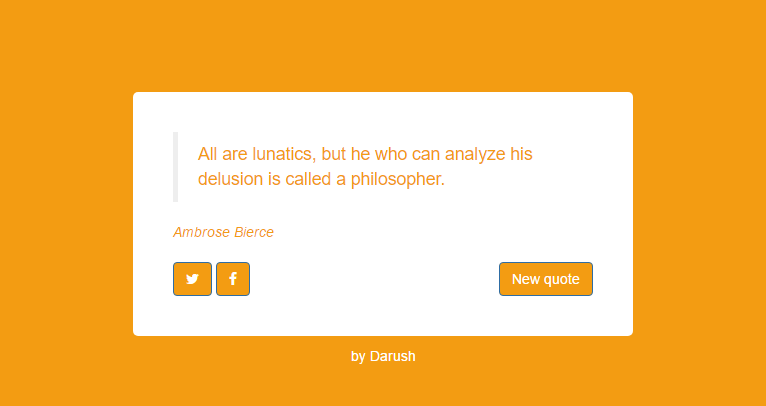 All are lunatics, but he who can analyze his
delusion is called a philosopher.
Ambrose Bierce
New quote
by Darush